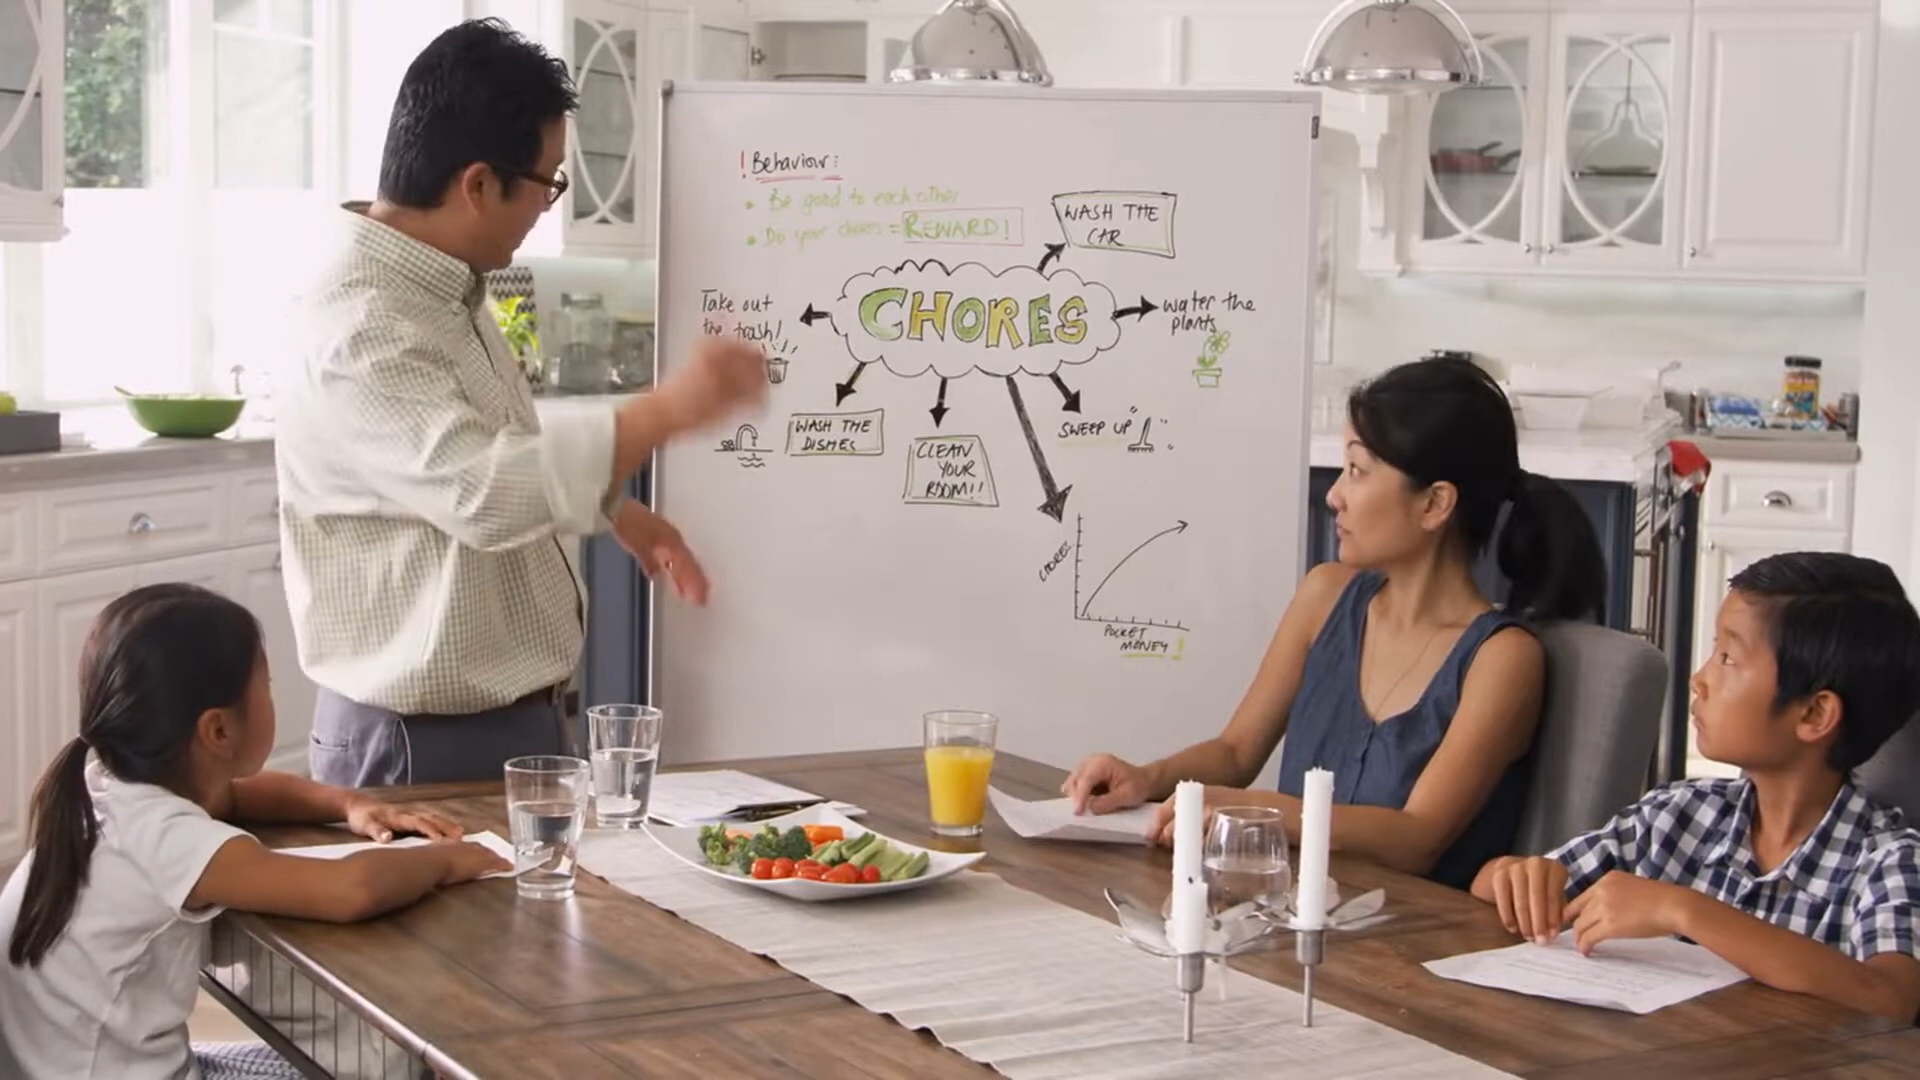 ! Behaviour:
• Be good to each other
• Do your chores = REWARD!
WASH THE
CAR
Take out
the trash!
CHORES
water the
plants
WASH THE
DISHES
CLEAN
YOUR
ROOM!!
SWEEP UP
CHORES
POCKET
MONEY!